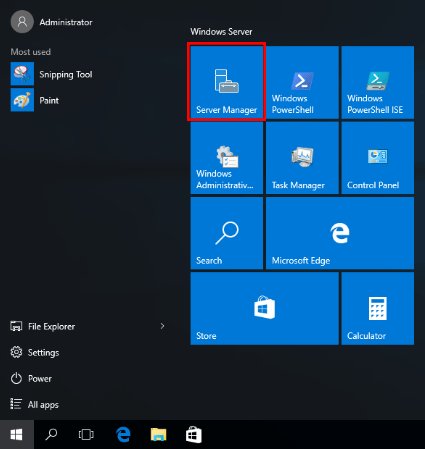 Administrator
Most used
Snipping Tool
Paint
File Explorer
Settings
Power
All apps
Windows Server
Server Manager
Windows
PowerShell
Windows
PowerShell ISE
Windows
Administrativ...
Task Manager
Control Panel
Search
Microsoft Edge
Store
Calculator